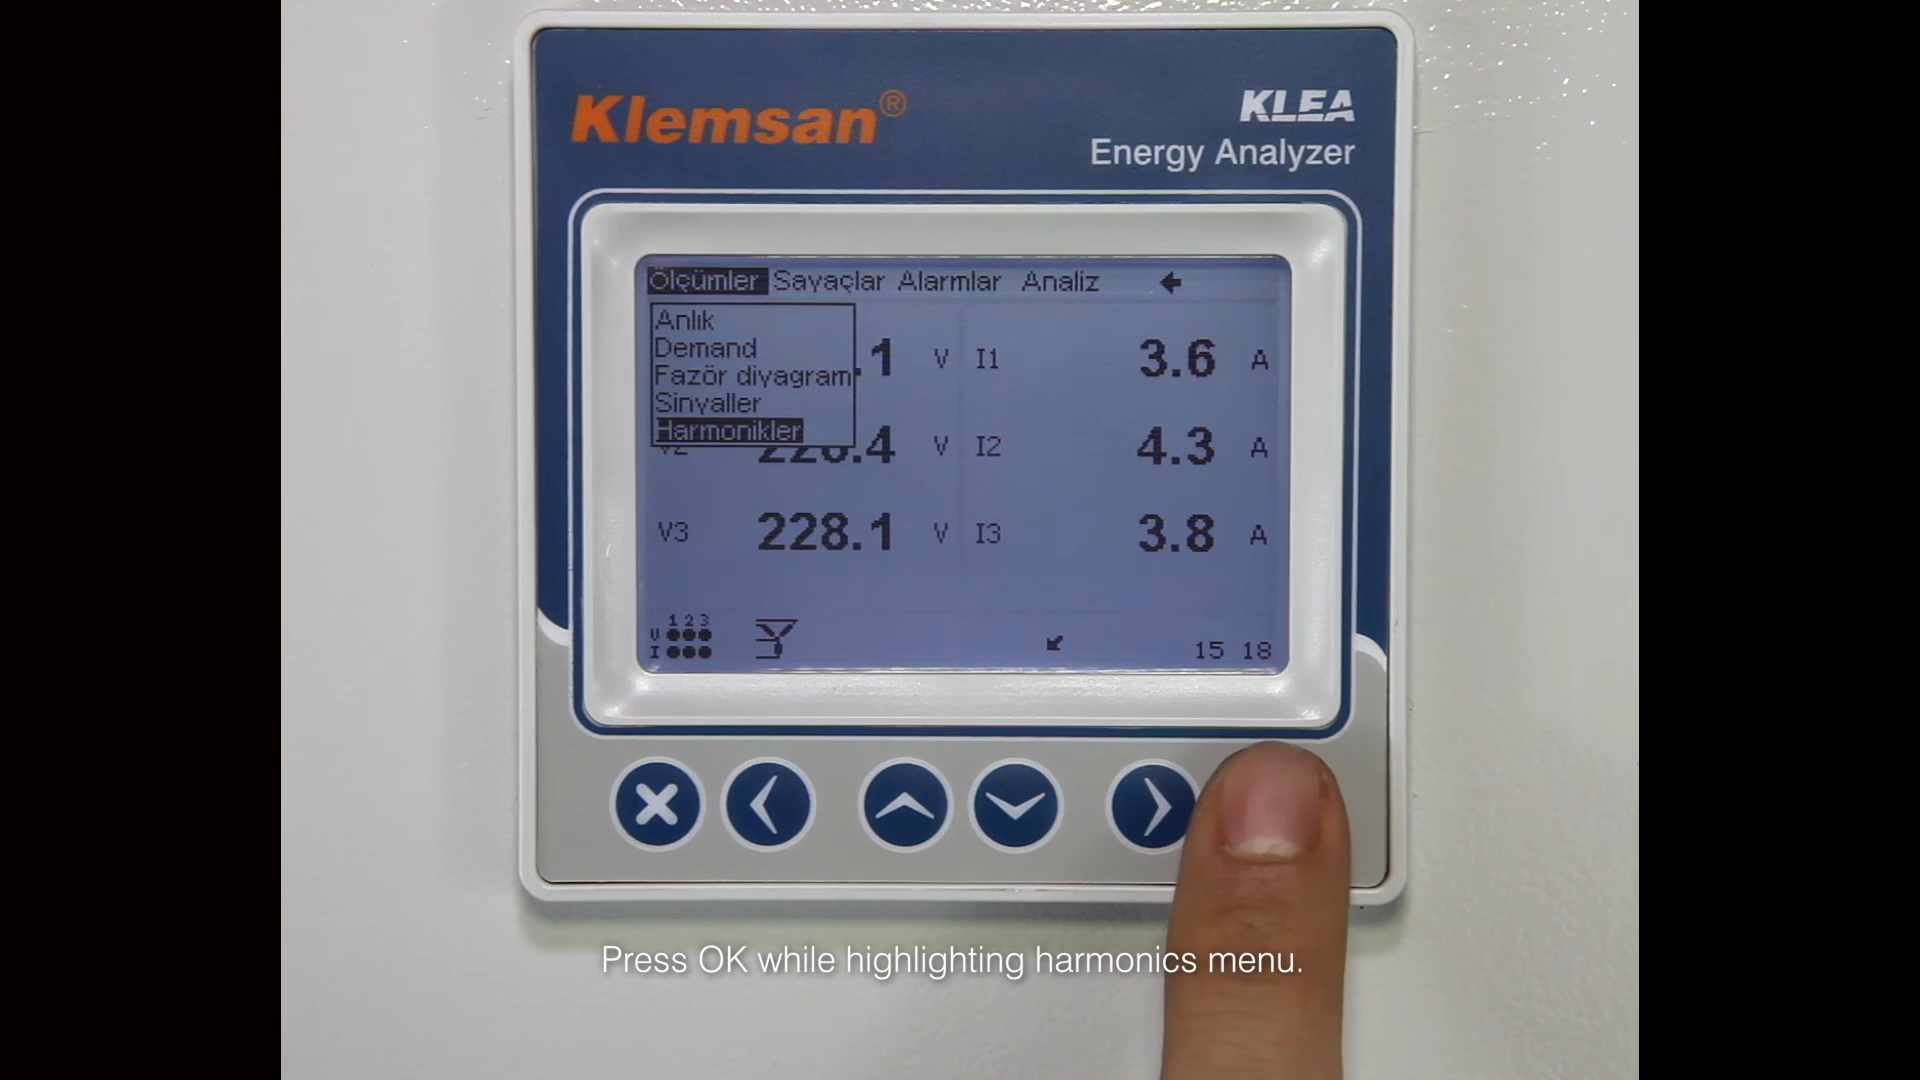 Klemsan®
KLEA
Energy Analyzer
Ölçümler Sayaçlar Alarmlar Analiz
Anlık
Demand
Fazör diyagram
Sinyaller
Harmonikler
.1 V I1 3.6 A
.4 V I2 4.3 A
V3 228.1 V I3 3.8 A
1 2 3
V
I
15 18
Press OK while highlighting harmonics menu.